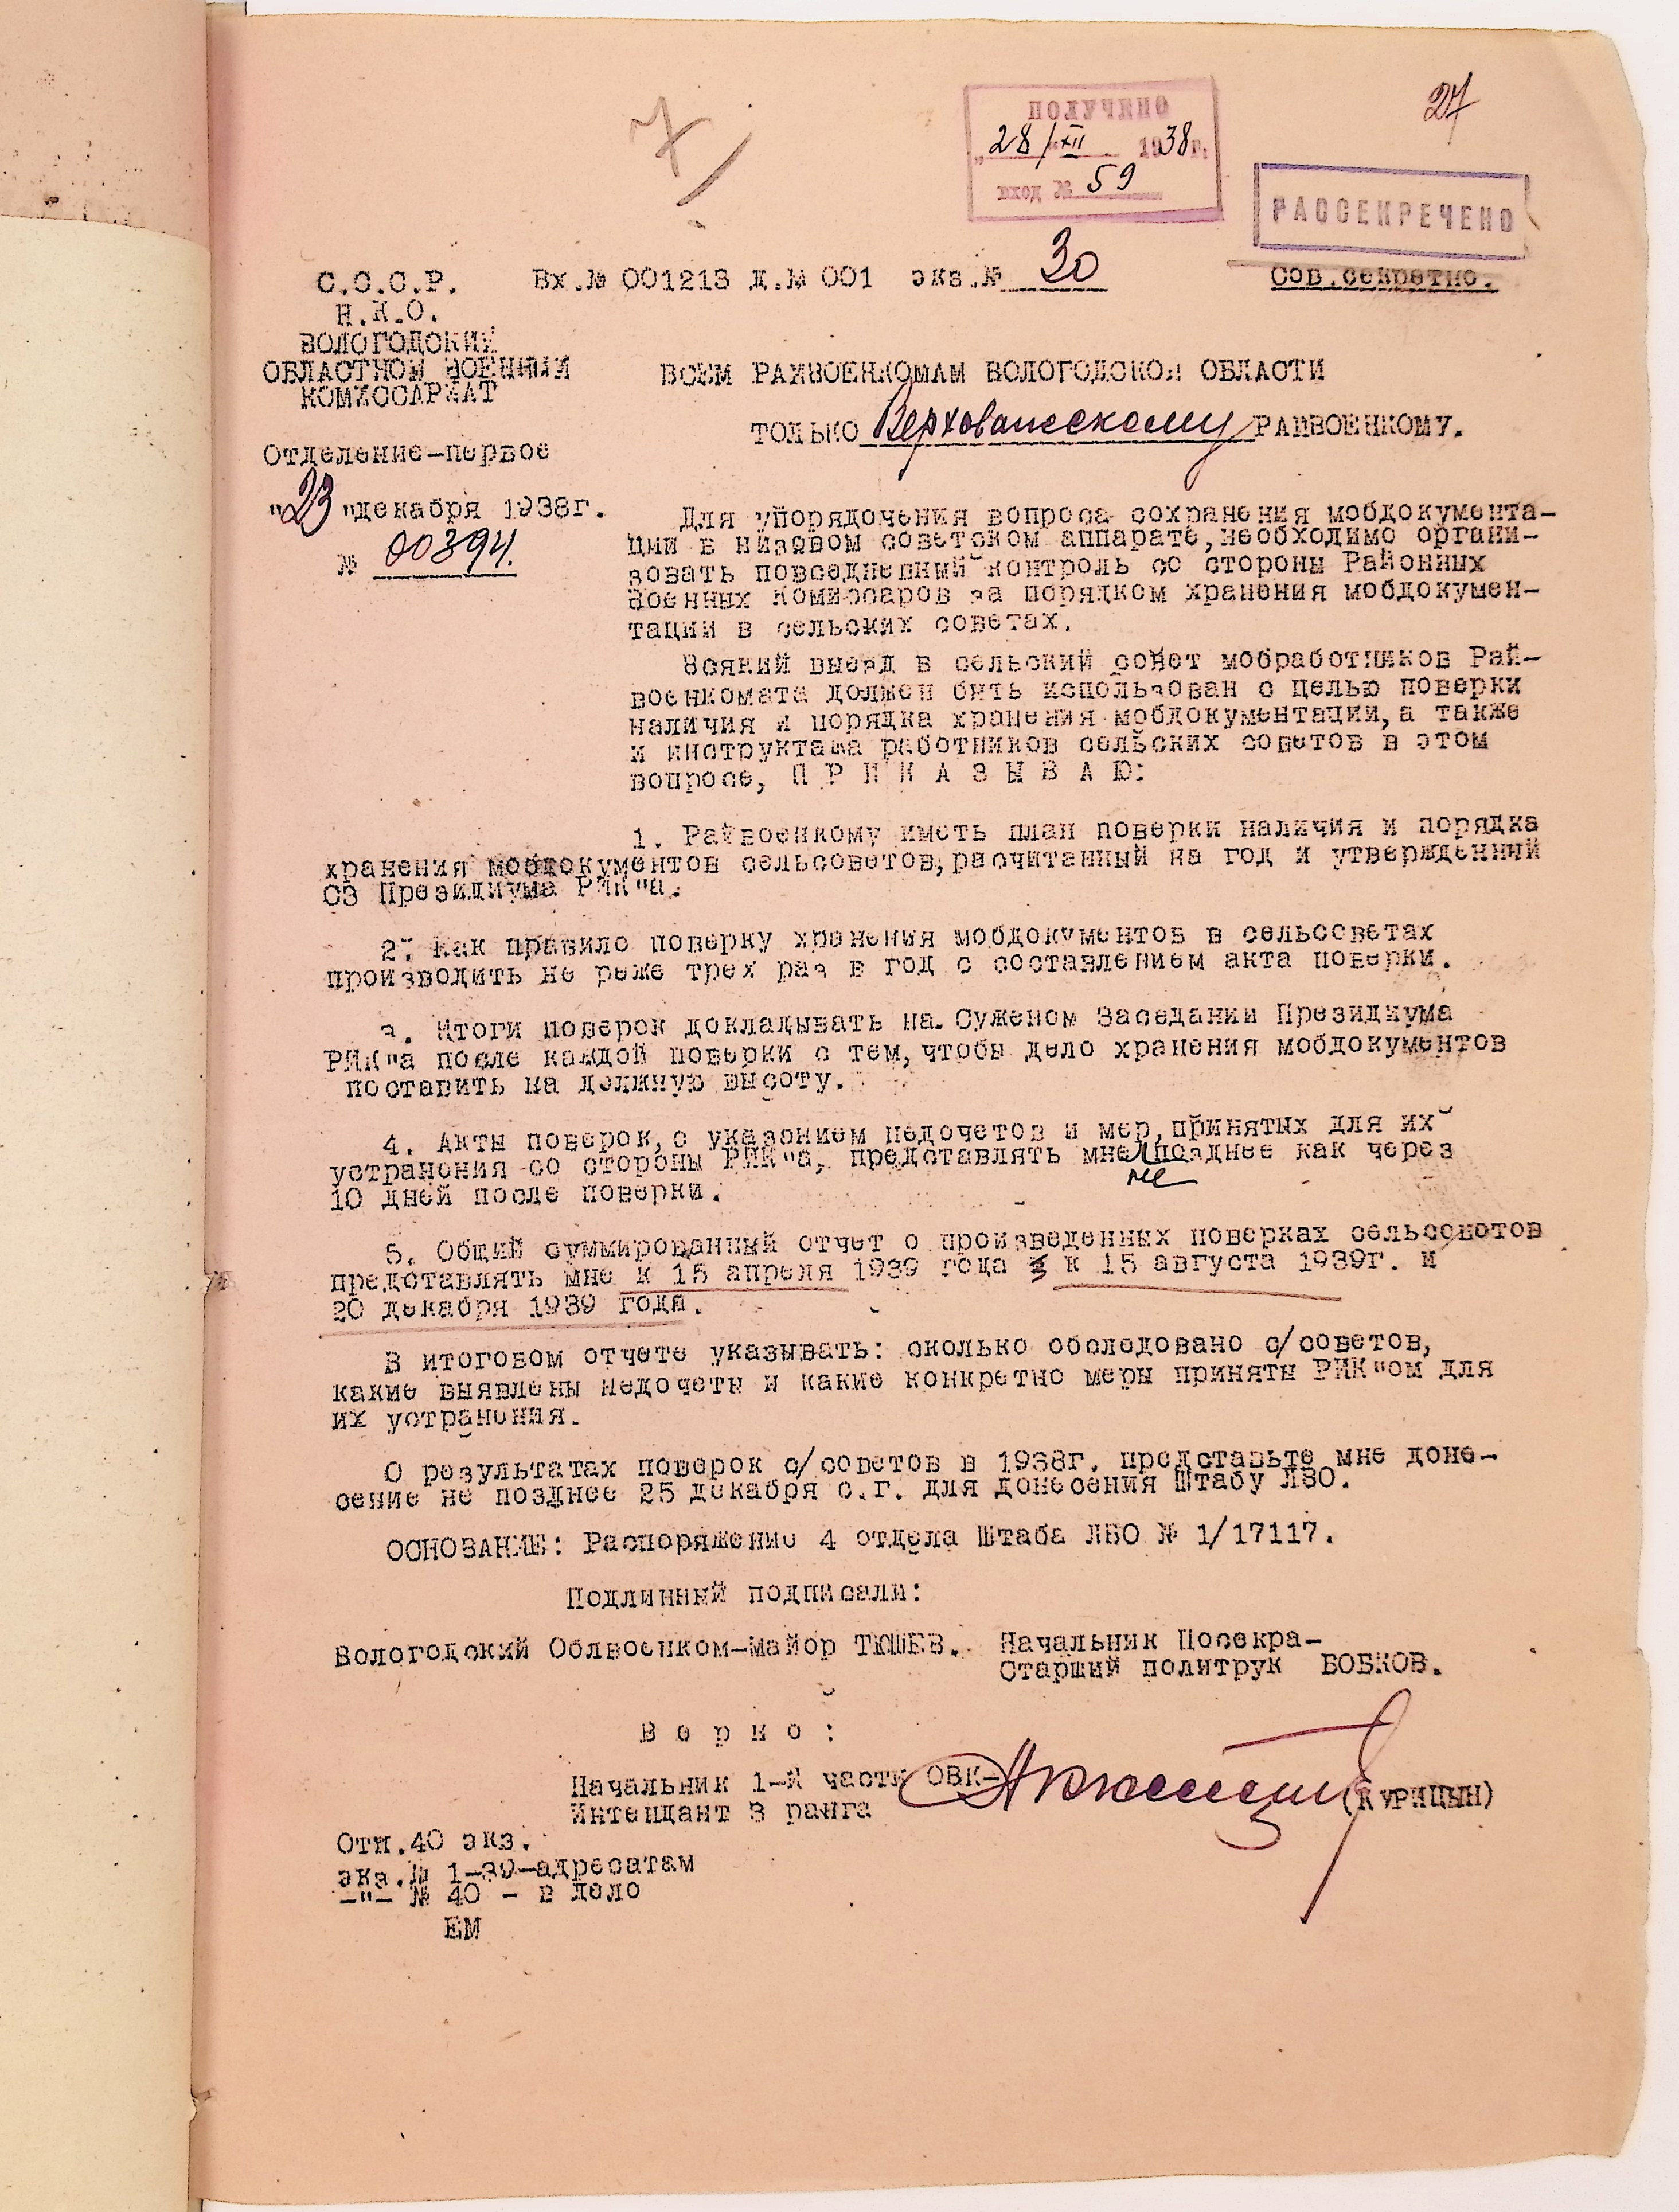 7/
27
ПОЛУЧЕНО
"28/XII 1938г.
вход № 59
РАССЕКРЕЧЕНО
С.С.С.Р. Вх.№ 001213 д.№ 001 экз.№ 30 Сов.секретно.
Н.К.О.
ВОЛОГОДСКИЙ
ОБЛАСТНОЙ ВОЕННЫЙ
КОМИССАРИАТ
Отделение-первое
"23"декабря 1938г.
№ 00394.
ВСЕМ РАЙВОЕНКОМАМ ВОЛОГОДСКОЙ ОБЛАСТИ
ТОЛЬКО Верховажскому РАЙВОЕНКОМУ.
Для упорядочения вопроса сохранения мобдокумента-
ции в низовом советском аппарате,необходимо органи-
зовать повседневный контроль со стороны Районных
Военных Комиссаров за порядком хранения мобдокумен-
тации в сельских советах.
Всякий выезд в сельский совет мобработников Рай-
военкомата должен быть использован с целью поверки
наличия и порядка хранения мобдокументации,а также
и инструктажа работников сельских советов в этом
вопросе, П Р И К А З Ы В А Ю:
1. Райвоенкому иметь план поверки наличия и порядка
хранения мобдокументов сельсоветов,расчитанный на год и утвержденный
СЗ Президиума РИК"а.
2. Как правило поверку хранения мобдокументов в сельсоветах
производить не реже трех раз в год с составлением акта поверки.
3. Итоги поверок докладывать на Суженом Заседании Президиума
РИК"а после каждой поверки с тем,чтобы дело хранения мобдокументов
поставить на должную высоту.
4. Акты поверок,с указанием недочетов и мер,принятых для их
устранения со стороны РИК"а, представлять мне не позднее как через
10 дней после поверки.
5. Общий суммированный отчет о произведенных поверках сельсоветов
представлять мне к 15 апреля 1939 года к 15 августа 1939г. и
20 декабря 1939 года.
В итоговом отчете указывать: сколько обследовано с/советов,
какие выявлены недочеты и какие конкретно меры приняты РИК"ом для
их устранения.
О результатах поверок с/советов в 1938г. представьте мне доне-
сение не позднее 25 декабря с.г. для донесения Штабу ЛВО.
ОСНОВАНИЕ: Распоряжение 4 отдела Штаба ЛВО № 1/17117.
Подлинный подписали:
Вологодский Облвоенком-майор ТЮШЕВ. Начальник Посекра-
Старший политрук БОБКОВ.
В е р н о :
Начальник 1-й части ОВК-
Интендант 3 ранга (КУРИЦЫН)
Отп.40 экз.
экз.№ 1-39-адресатам
-"- № 40 - в дело
ЕМ